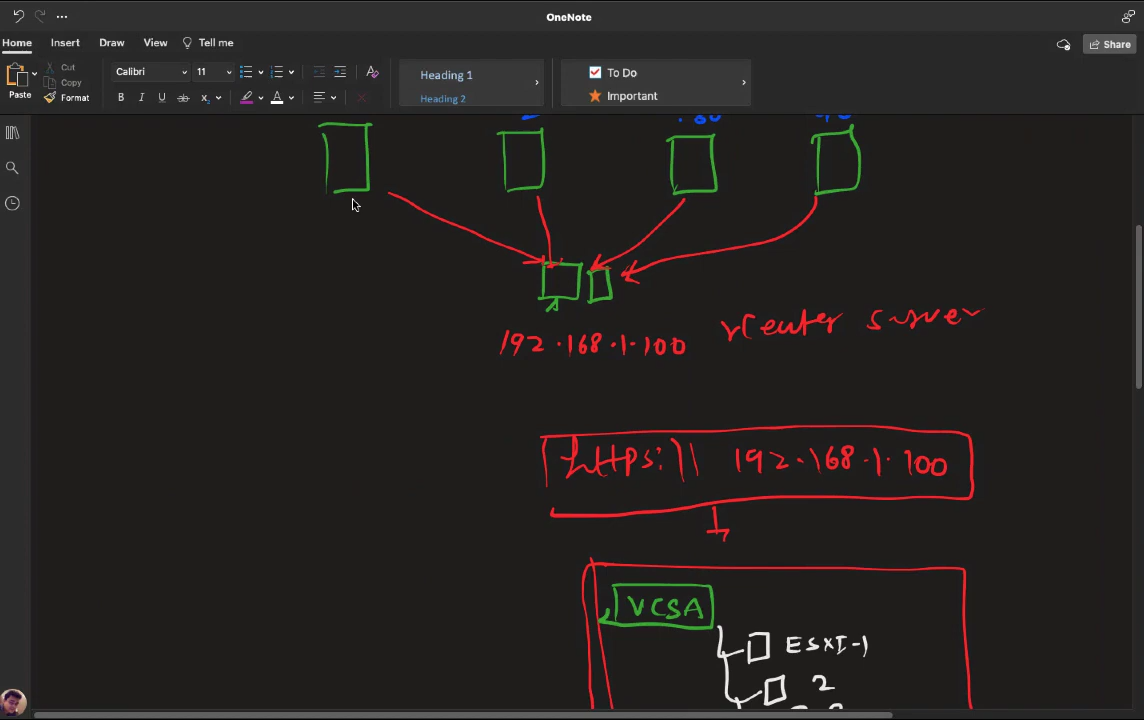 OneNote
Home Insert Draw View Tell me Share
Paste Cut Copy Format
Calibri 11 Heading 1 To Do
B I U ab X A Heading 2 Important
192.168.1.100 vCenter server
https:\\ 192.168.1.100
VCSA
ESXI-1
2